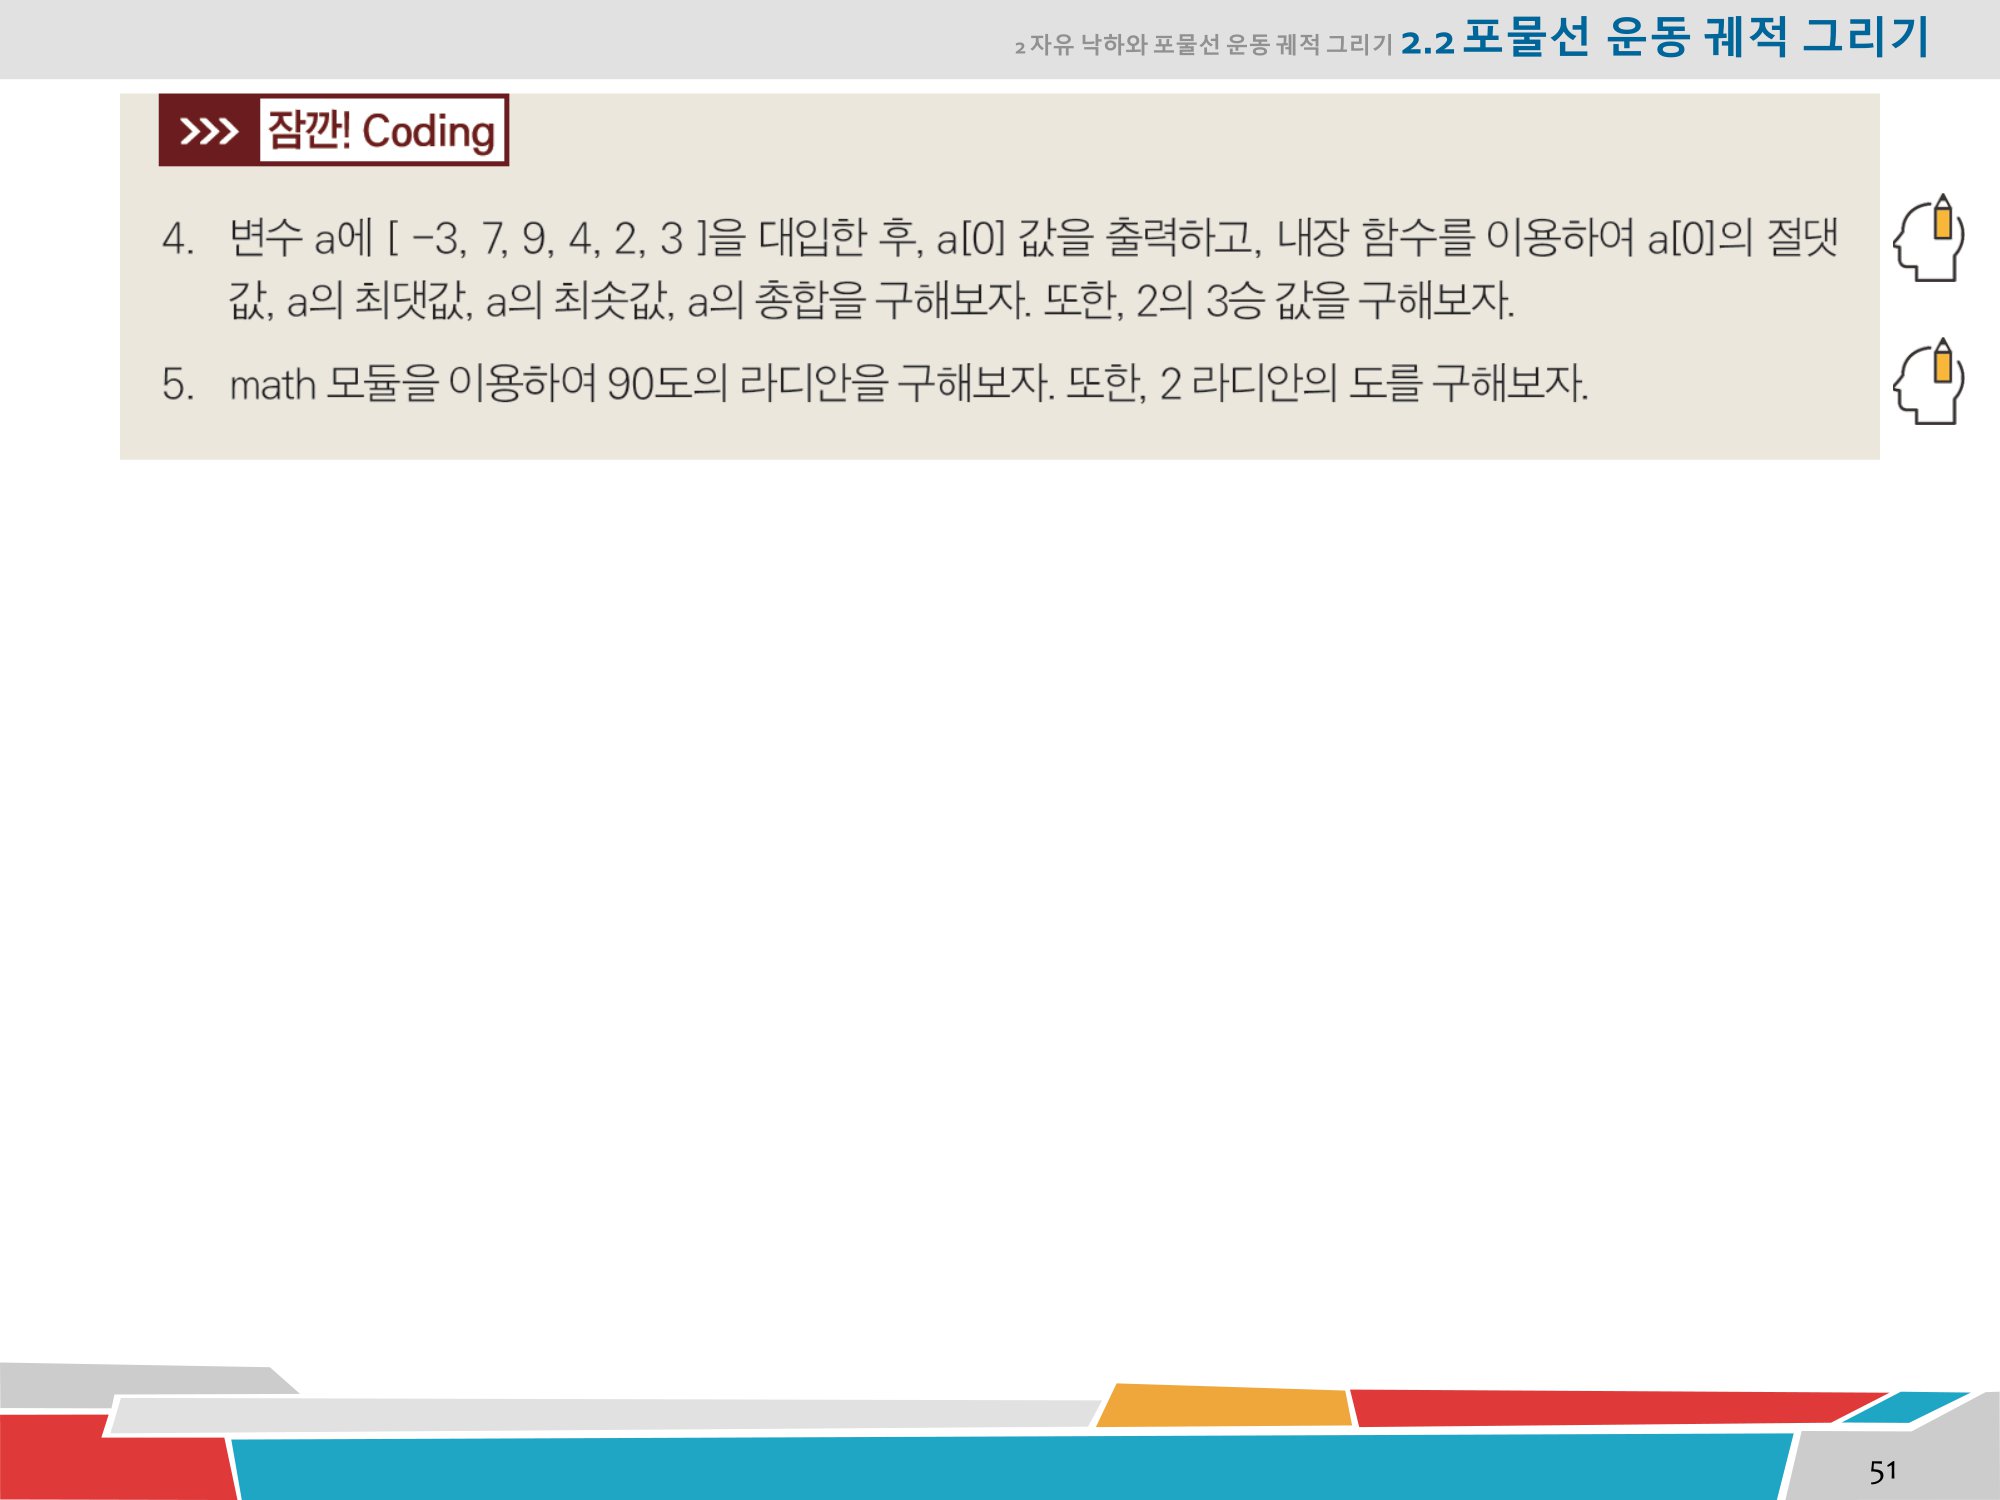 2 자유 낙하와 포물선 운동 궤적 그리기 2.2 포물선 운동 궤적 그리기
잠깐! Coding
4. 변수 a에 [ -3, 7, 9, 4, 2, 3 ]을 대입한 후, a[0] 값을 출력하고, 내장 함수를 이용하여 a[0]의 절댓
값, a의 최댓값, a의 최솟값, a의 총합을 구해보자. 또한, 2의 3승 값을 구해보자.
5. math 모듈을 이용하여 90도의 라디안을 구해보자. 또한, 2 라디안의 도를 구해보자.
51